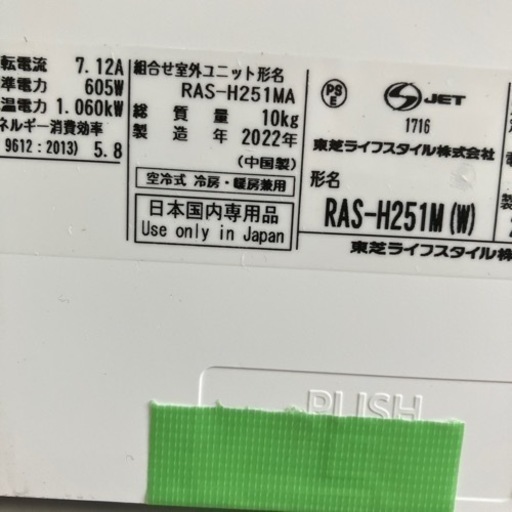 転電流 7.12A
準電力 605W
温電力 1.060kW
ネルギー消費効率
9612:2013) 5.8
組合せ室外ユニット形名
RAS-H251MA
総質量 10kg
製造年 2022年
(中国製)
空冷式 冷房・暖房兼用
日本国内専用品
Use only in Japan
PS
E
JET
1716
東芝ライフスタイル株式会社
形名
RAS-H251M(W)
東芝ライフスタイル株
PUSH